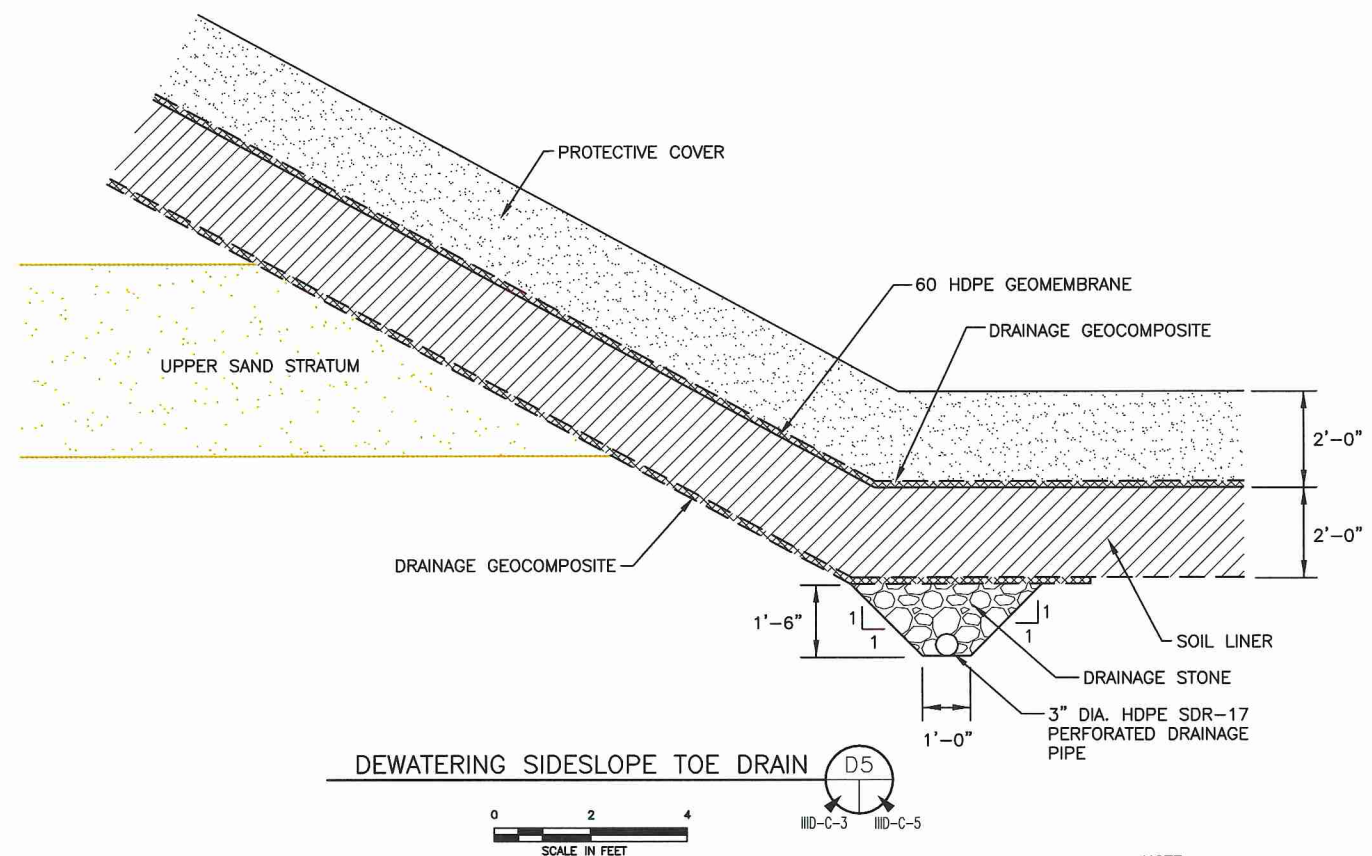 PROTECTIVE COVER
60 HDPE GEOMEMBRANE
DRAINAGE GEOCOMPOSITE
UPPER SAND STRATUM
2'-0"
2'-0"
DRAINAGE GEOCOMPOSITE
1'-6"
1
1
1
1
SOIL LINER
DRAINAGE STONE
3" DIA. HDPE SDR-17
PERFORATED DRAINAGE
PIPE
1'-0"
DEWATERING SIDESLOPE TOE DRAIN
D5
IIID-C-3
IIID-C-5
0 2 4
SCALE IN FEET